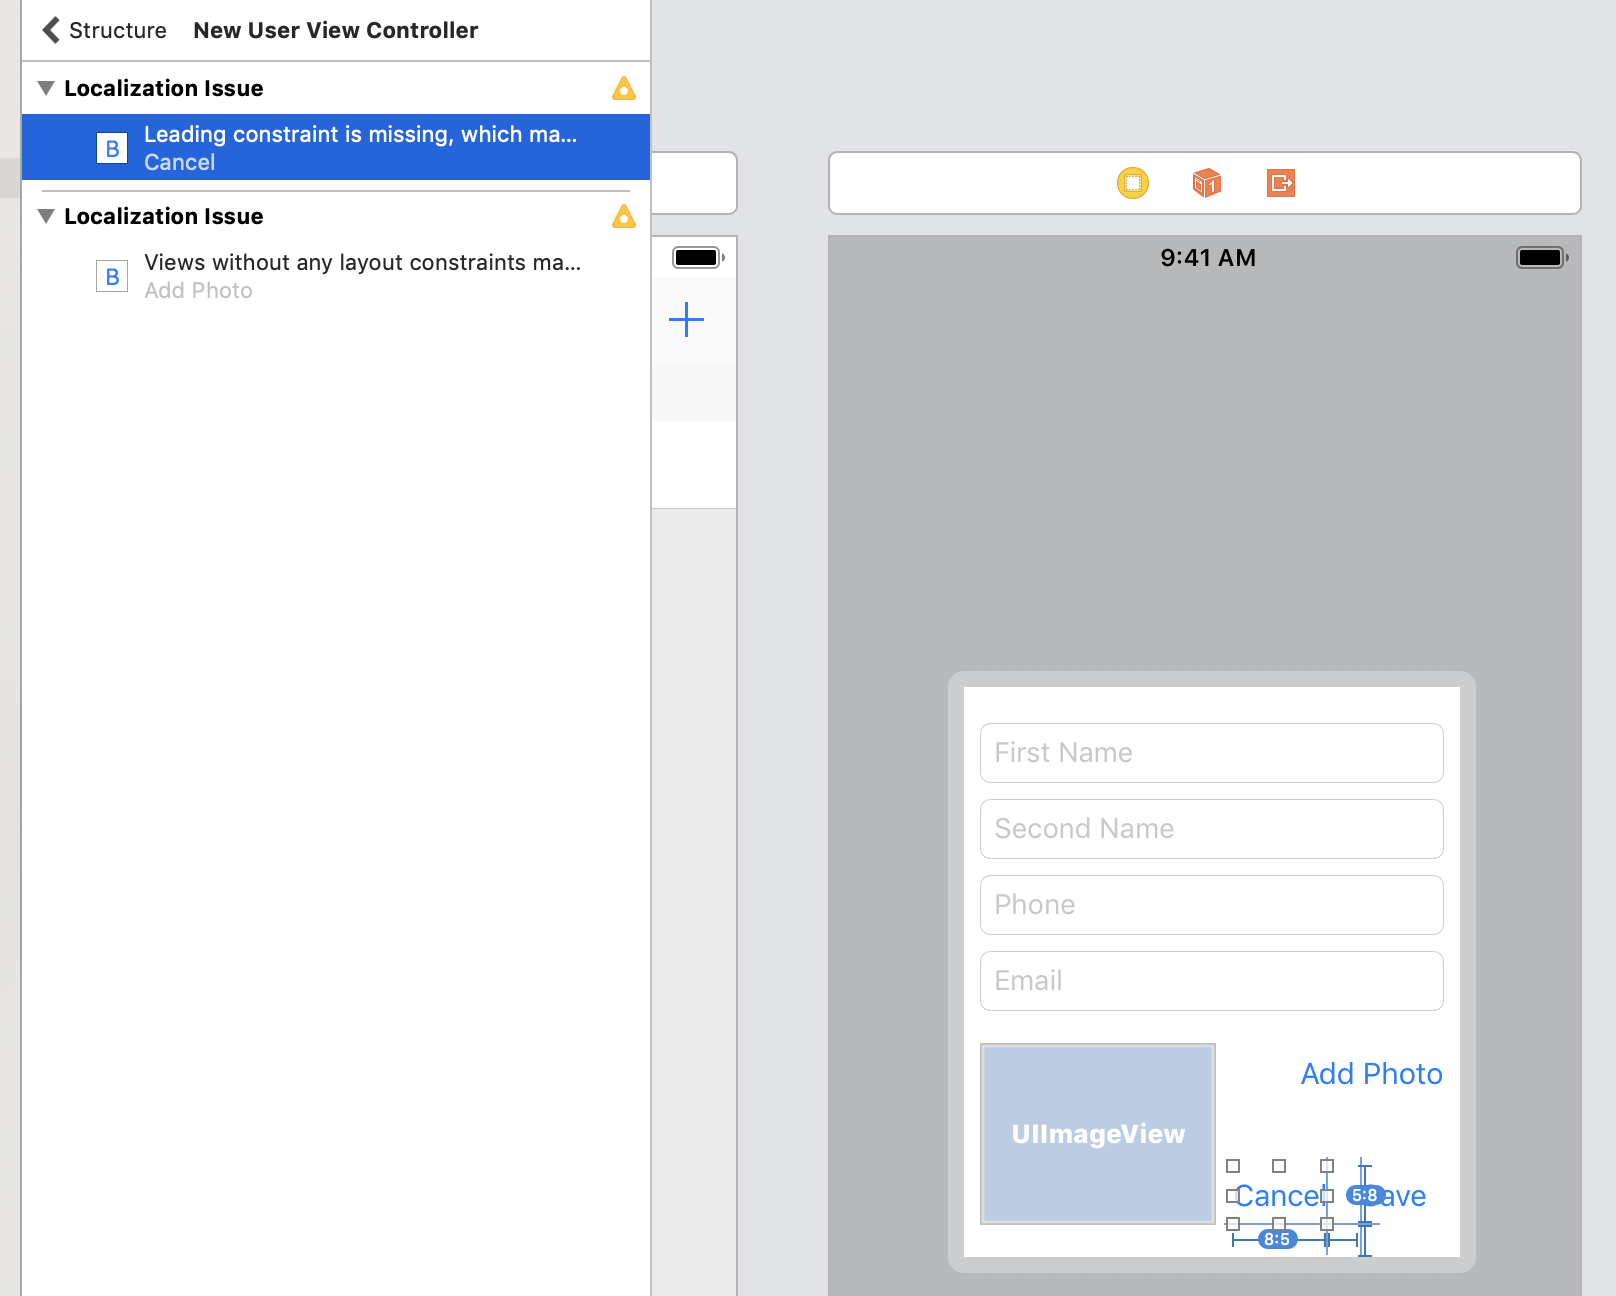 Structure New User View Controller
Localization Issue
B Leading constraint is missing, which ma...
Cancel
Localization Issue
B Views without any layout constraints ma...
Add Photo
1
9:41 AM
First Name
Second Name
Phone
Email
Add Photo
UIImageView
Cancel 5:8 ave
8:5